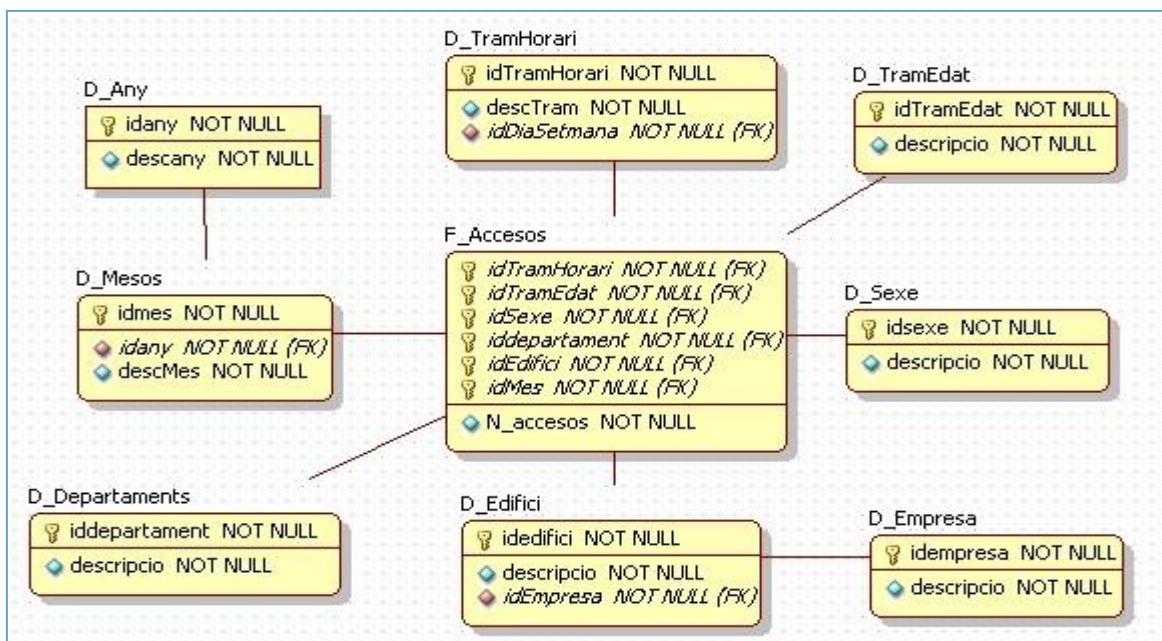 D_TramHorari
idTramHorari NOT NULL
descTram NOT NULL
idDiaSetmana NOT NULL (FK)
D_TramEdat
idTramEdat NOT NULL
descripcio NOT NULL
D_Any
idany NOT NULL
descany NOT NULL
F_Accesos
idTramHorari NOT NULL (FK)
idTramEdat NOT NULL (FK)
idSexe NOT NULL (FK)
iddepartament NOT NULL (FK)
idEdifici NOT NULL (FK)
idMes NOT NULL (FK)
N_accesos NOT NULL
D_Mesos
idmes NOT NULL
idany NOT NULL (FK)
descMes NOT NULL
D_Sexe
idsexe NOT NULL
descripcio NOT NULL
D_Departaments
iddepartament NOT NULL
descripcio NOT NULL
D_Edifici
idedifici NOT NULL
descripcio NOT NULL
idEmpresa NOT NULL (FK)
D_Empresa
idempresa NOT NULL
descripcio NOT NULL